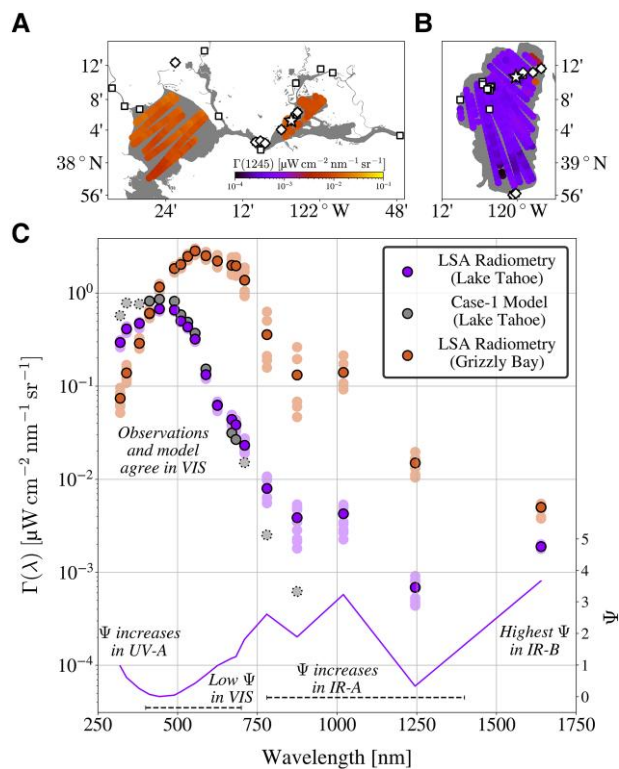 A
B
12'
8'
4'
38°N
56'
Γ(1245) [μW cm⁻² nm⁻¹ sr⁻¹]
10⁻⁴ 10⁻³ 10⁻² 10⁻¹
24' 12' 122°W 48'
12'
8'
4'
39°N
56'
12' 120°W
C
LSA Radiometry
(Lake Tahoe)
Case-1 Model
(Lake Tahoe)
LSA Radiometry
(Grizzly Bay)
10⁰
10⁻¹
10⁻²
10⁻³
10⁻⁴
Γ(λ) [μW cm⁻² nm⁻¹ sr⁻¹]
Observations
and model
agree in VIS
Ψ increases
in UV-A
Low Ψ
in VIS
Ψ increases
in IR-A
Highest Ψ
in IR-B
5
4
3
2
1
0
Ψ
250 500 750 1000 1250 1500 1750
Wavelength [nm]